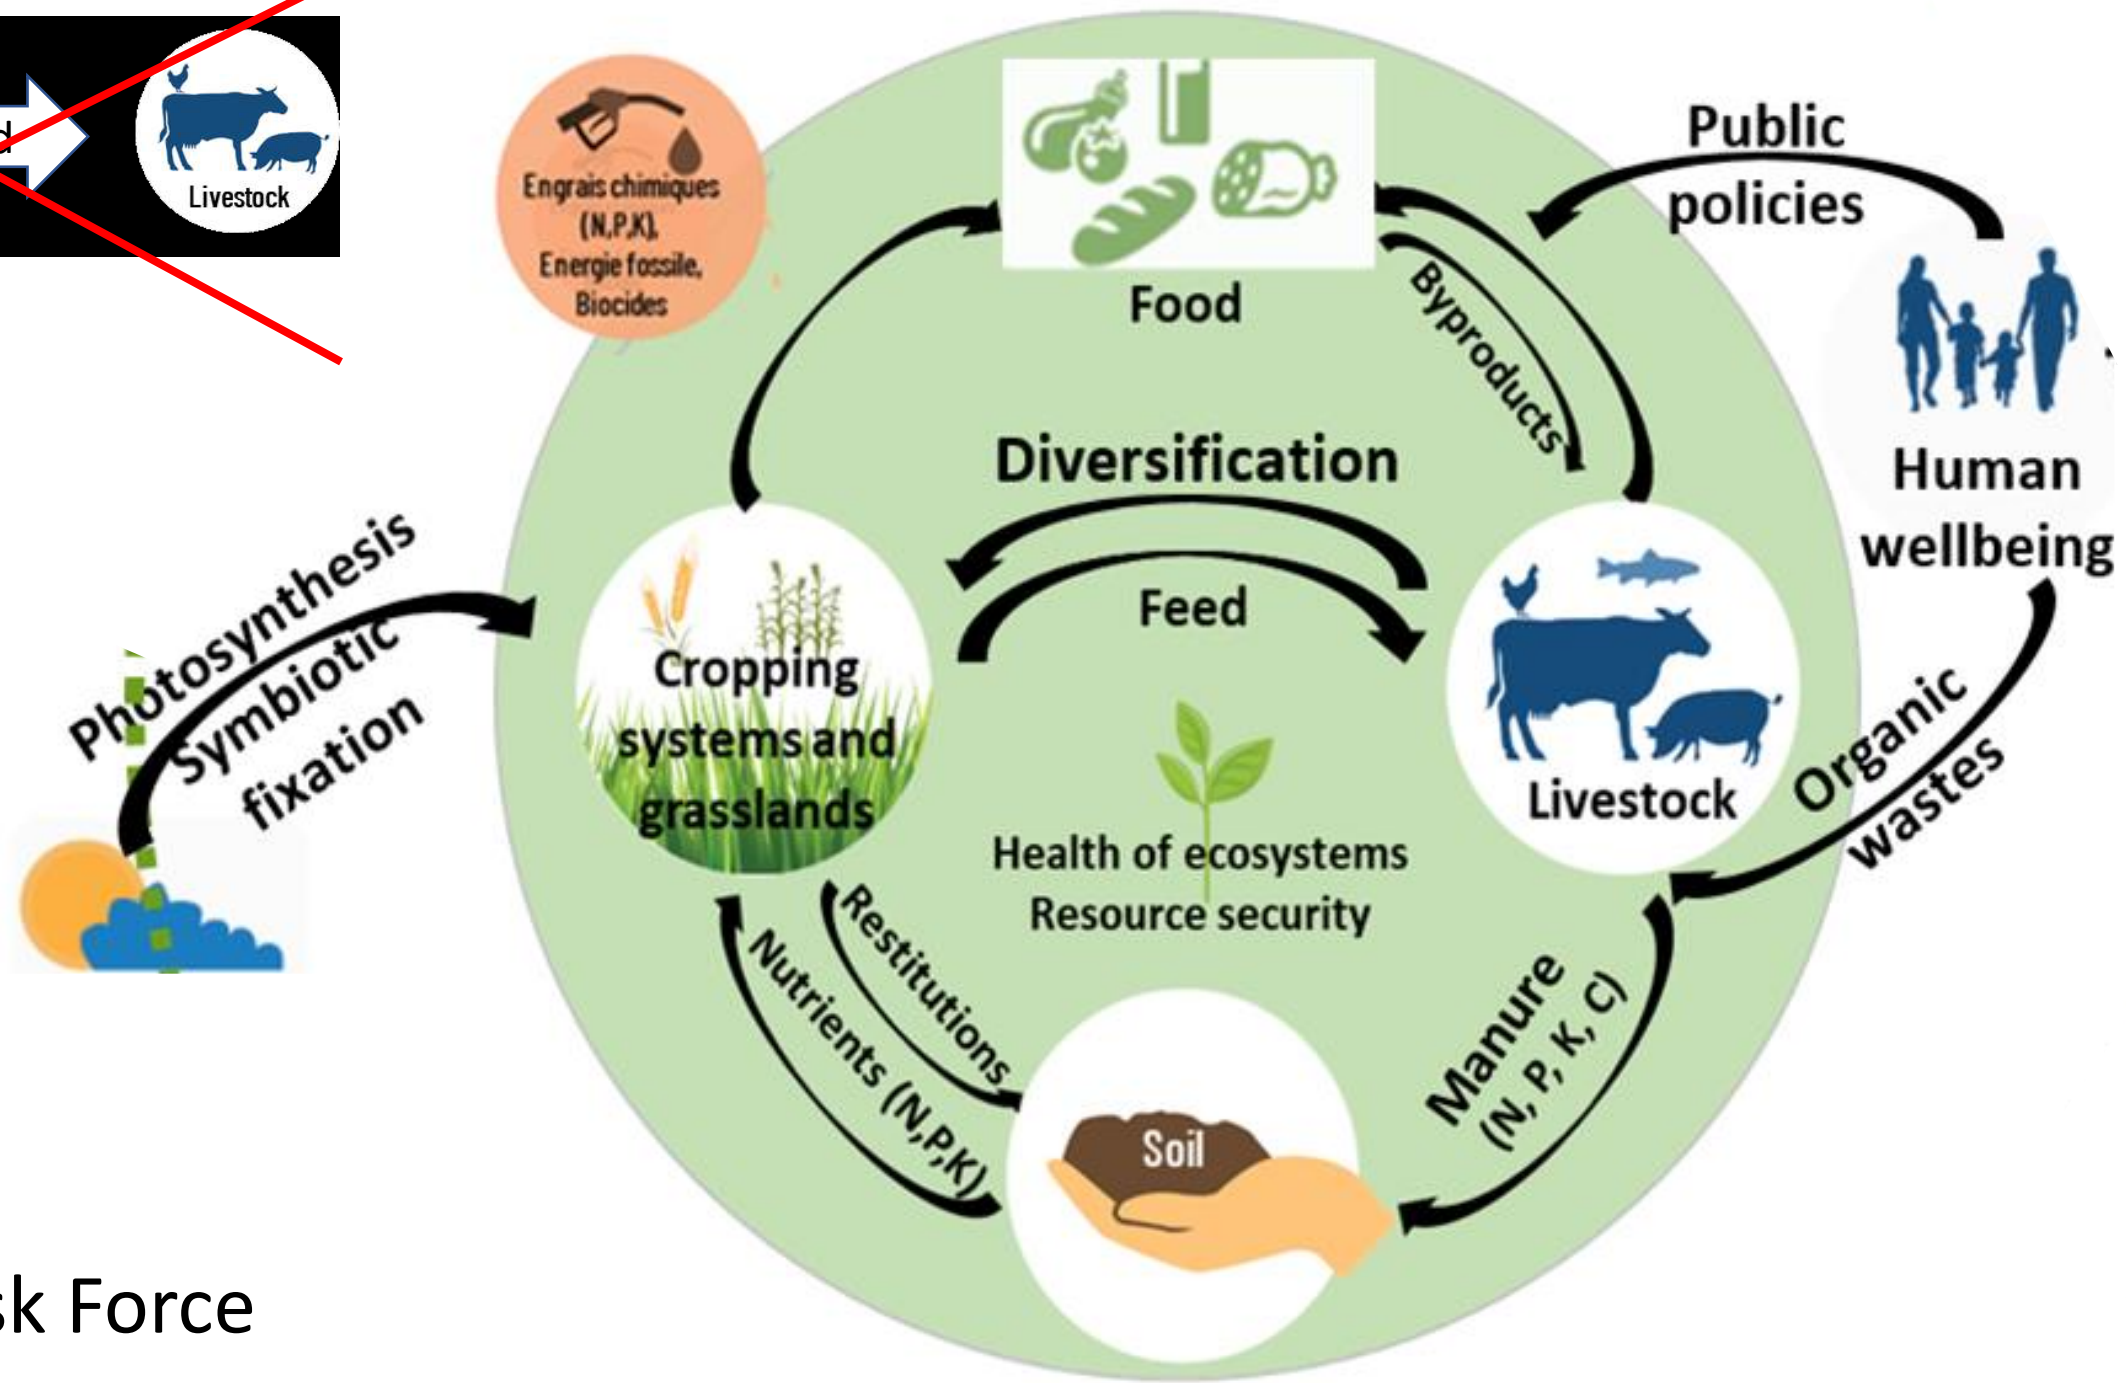 Livestock
Engrais chimiques
(N,P,K),
Energie fossile,
Biocides
Food
Byproducts
Public
policies
Human
wellbeing
Diversification
Feed
Photosynthesis
Symbiotic
fixation
Cropping
systems and
grasslands
Livestock
Organic
wastes
Health of ecosystems
Resource security
Restitutions
Nutrients (N,P,K)
Manure
(N, P, K, C)
Soil
Force